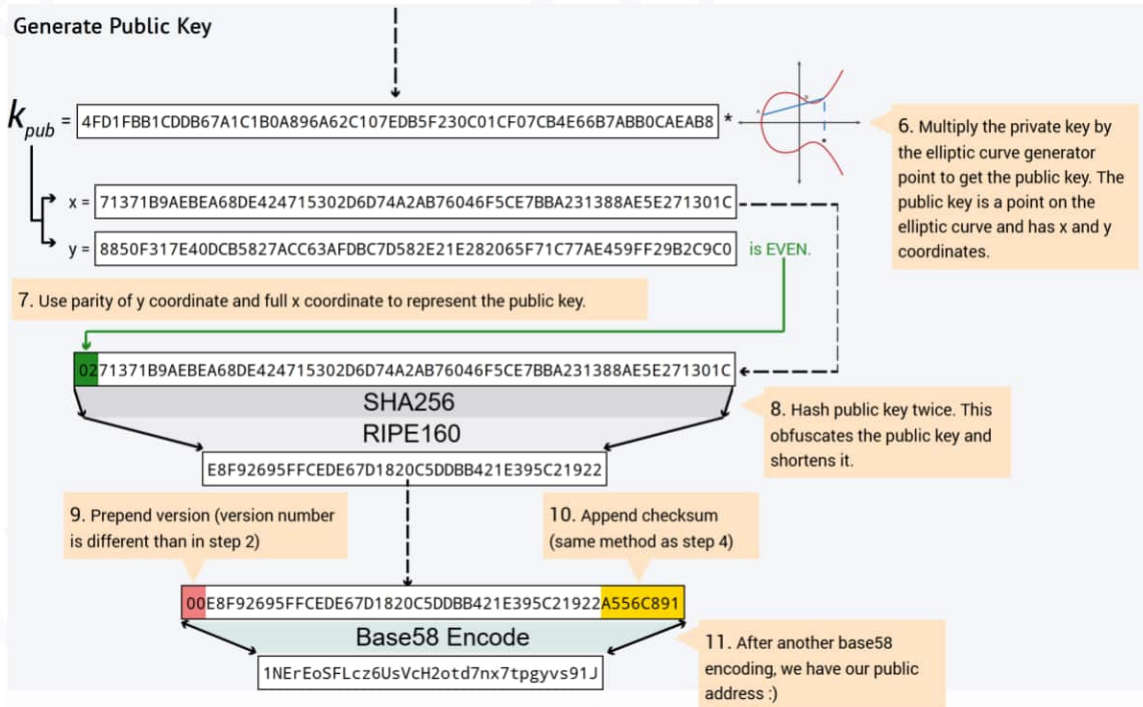 Generate Public Key
k pub = 4FD1FBB1CDDB67A1C1B0A896A62C107EDB5F230C01CF07CB4E66B7ABB0CAEAB8 *
6. Multiply the private key by
the elliptic curve generator
point to get the public key. The
public key is a point on the
elliptic curve and has x and y
coordinates.
x = 71371B9AEBEA68DE424715302D6D74A2AB76046F5CE7BBA231388AE5E271301C
y = 8850F317E40DCB5827ACC63AFDBC7D582E21E282065F71C77AE459FF29B2C9C0 is EVEN.
7. Use parity of y coordinate and full x coordinate to represent the public key.
0271371B9AEBEA68DE424715302D6D74A2AB76046F5CE7BBA231388AE5E271301C
SHA256
RIPE160
8. Hash public key twice. This
obfuscates the public key and
shortens it.
E8F92695FFCEDE67D1820C5DDBB421E395C21922
9. Prepend version (version number
is different than in step 2)
10. Append checksum
(same method as step 4)
00E8F92695FFCEDE67D1820C5DDBB421E395C21922A556C891
Base58 Encode
11. After another base58
encoding, we have our public
address :)
1NErEoSFLcz6UsVcH2otd7nx7tpgyvs91J